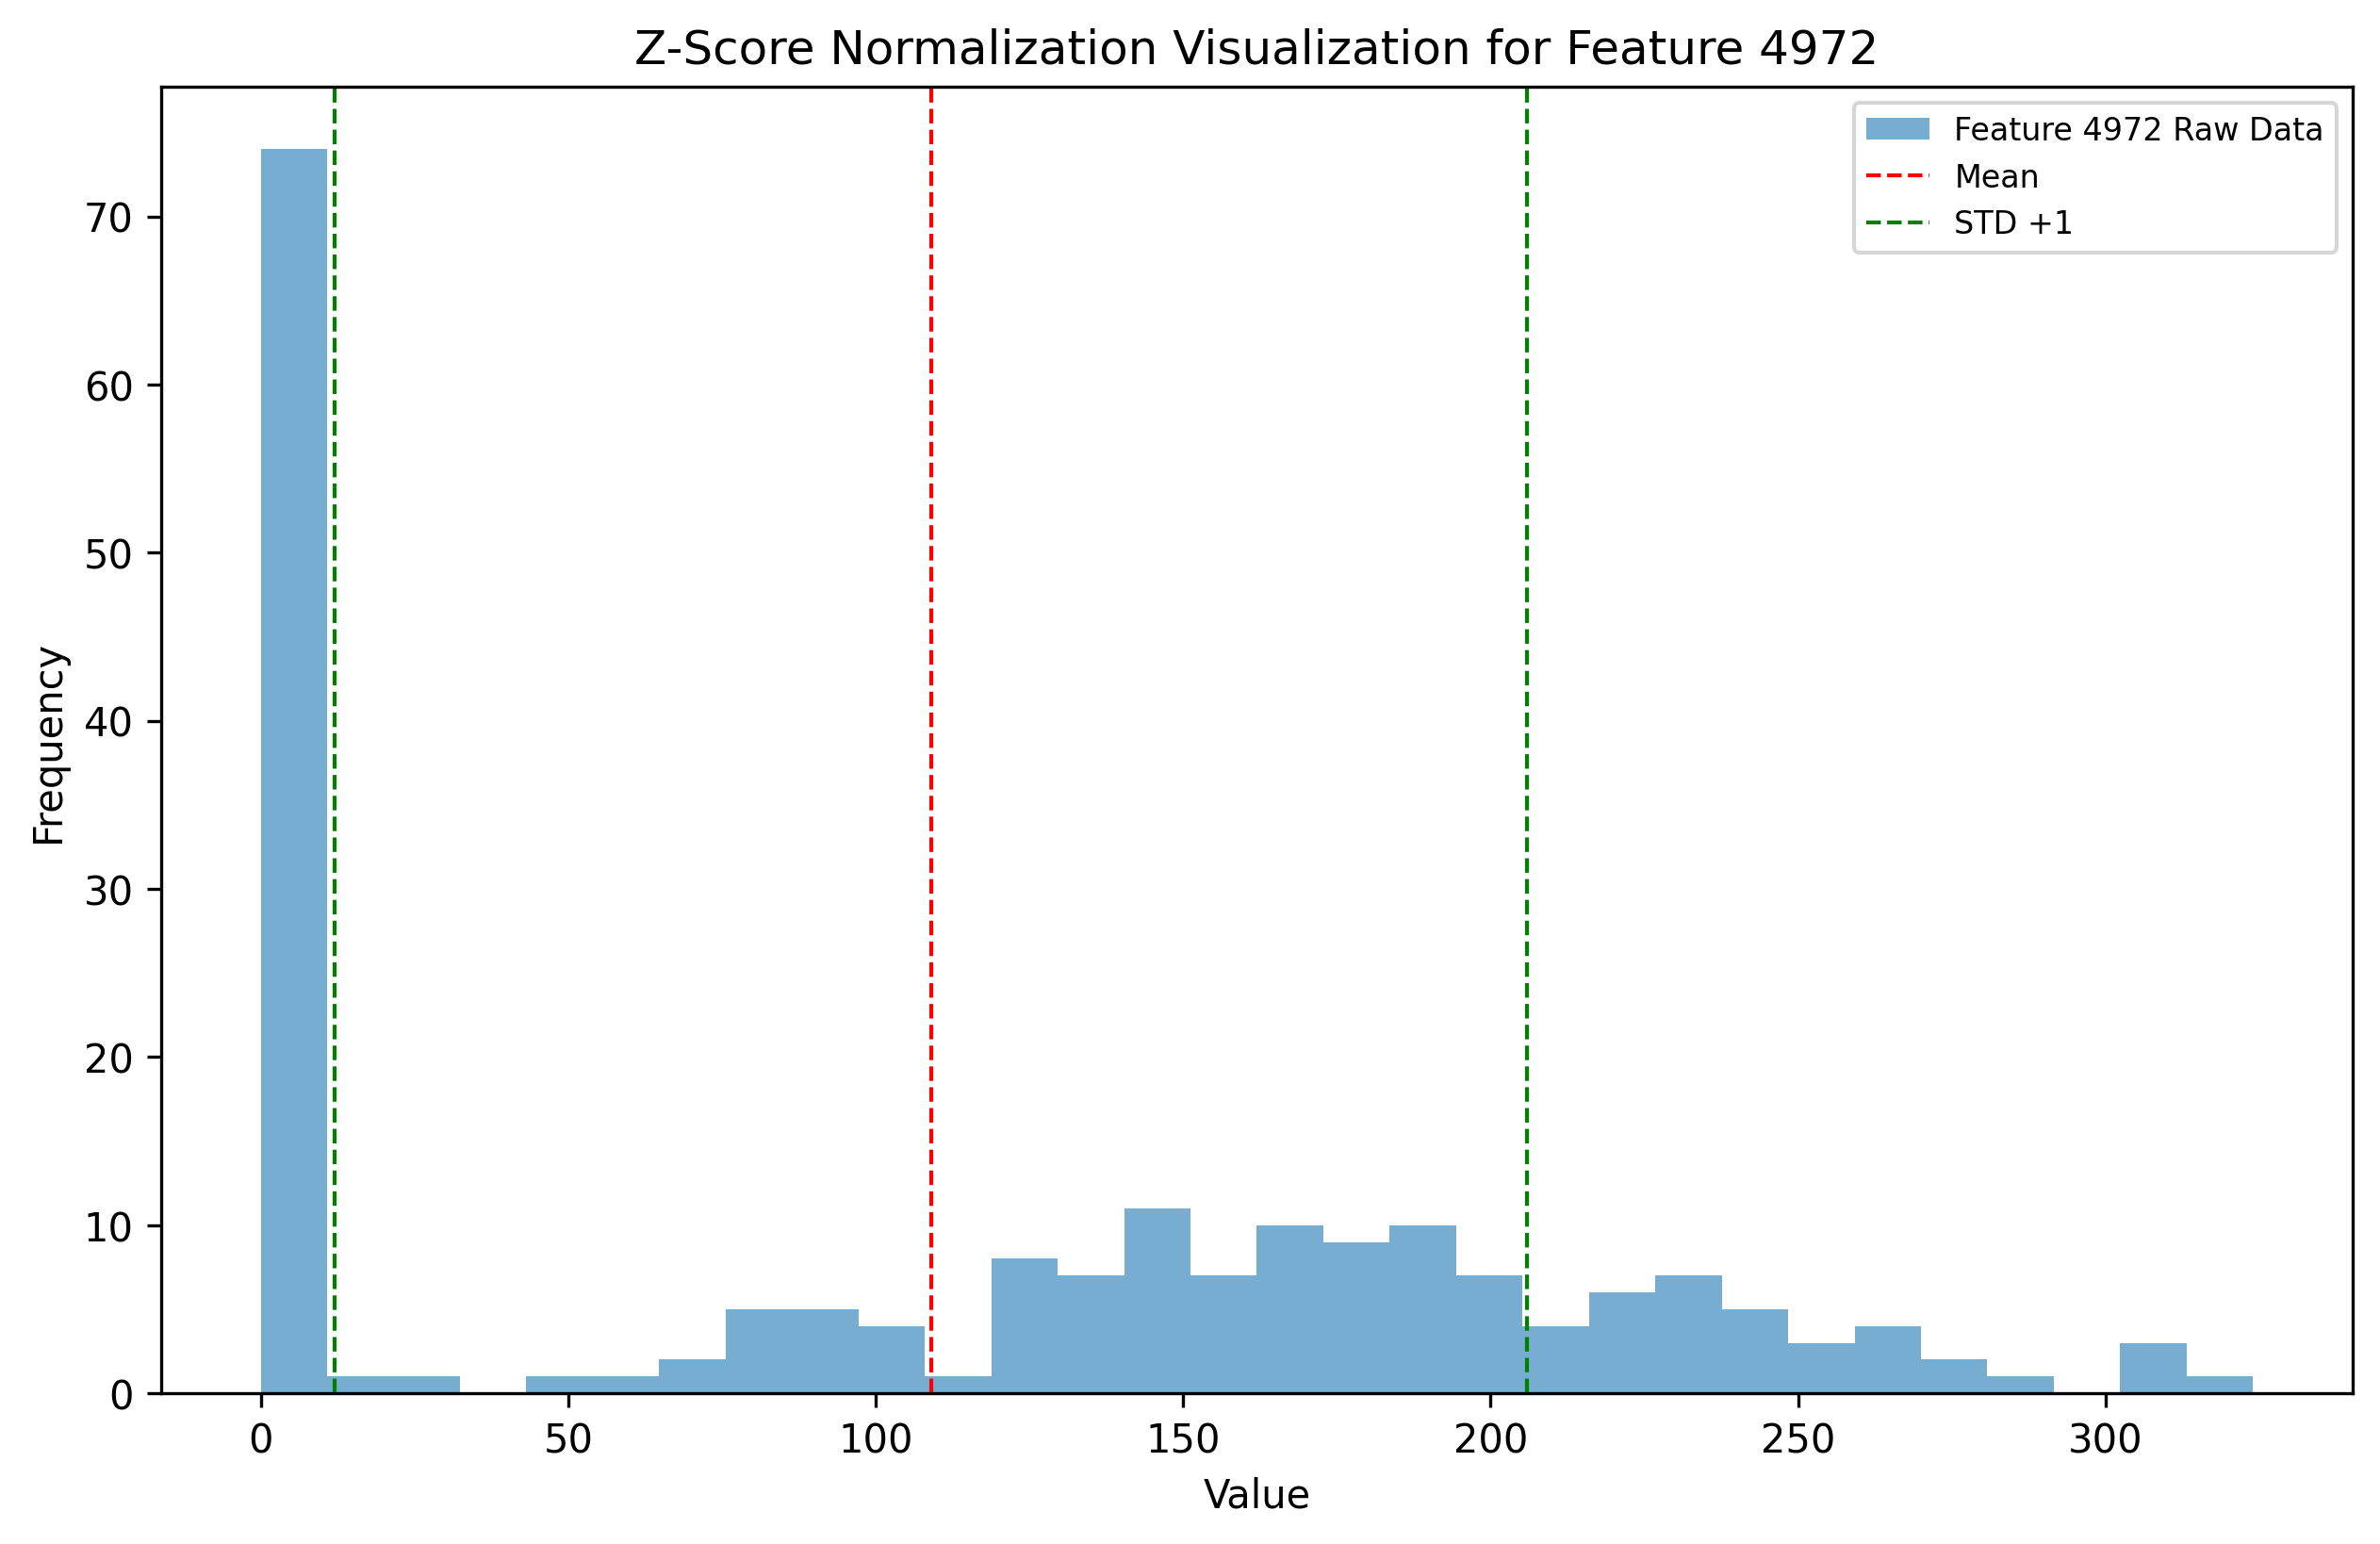 Z-Score Normalization Visualization for Feature 4972
Feature 4972 Raw Data
Mean
STD +1
70
60
50
40
30
20
10
0
Frequency
0 50 100 150 200 250 300
Value